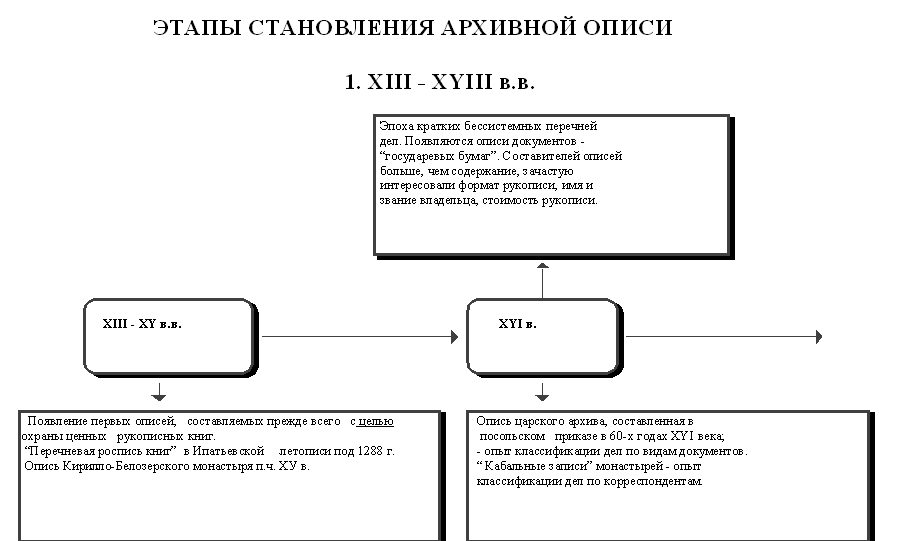 ЭТАПЫ СТАНОВЛЕНИЯ АРХИВНОЙ ОПИСИ
1. XIII - XYIII в.в.
Эпоха кратких бессистемных перечней
дел. Появляются описи документов -
“государевых бумаг”. Составителей описей
больше, чем содержание, зачастую
интересовали формат рукописи, имя и
звание владельца, стоимость рукописи.
XIII - XY в.в.
XYI в.
Появление первых описей, составляемых прежде всего с целью
охраны ценных рукописных книг.
“Перечневая роспись книг” в Ипатьевской летописи под 1288 г.
Опись Кирилло-Белозерского монастыря п.ч. XY в.
Опись царского архива, составленная в
посольском приказе в 60-х годах XYI века;
- опыт классификации дел по видам документов.
“ Кабальные записи” монастырей - опыт
классификации дел по корреспондентам.